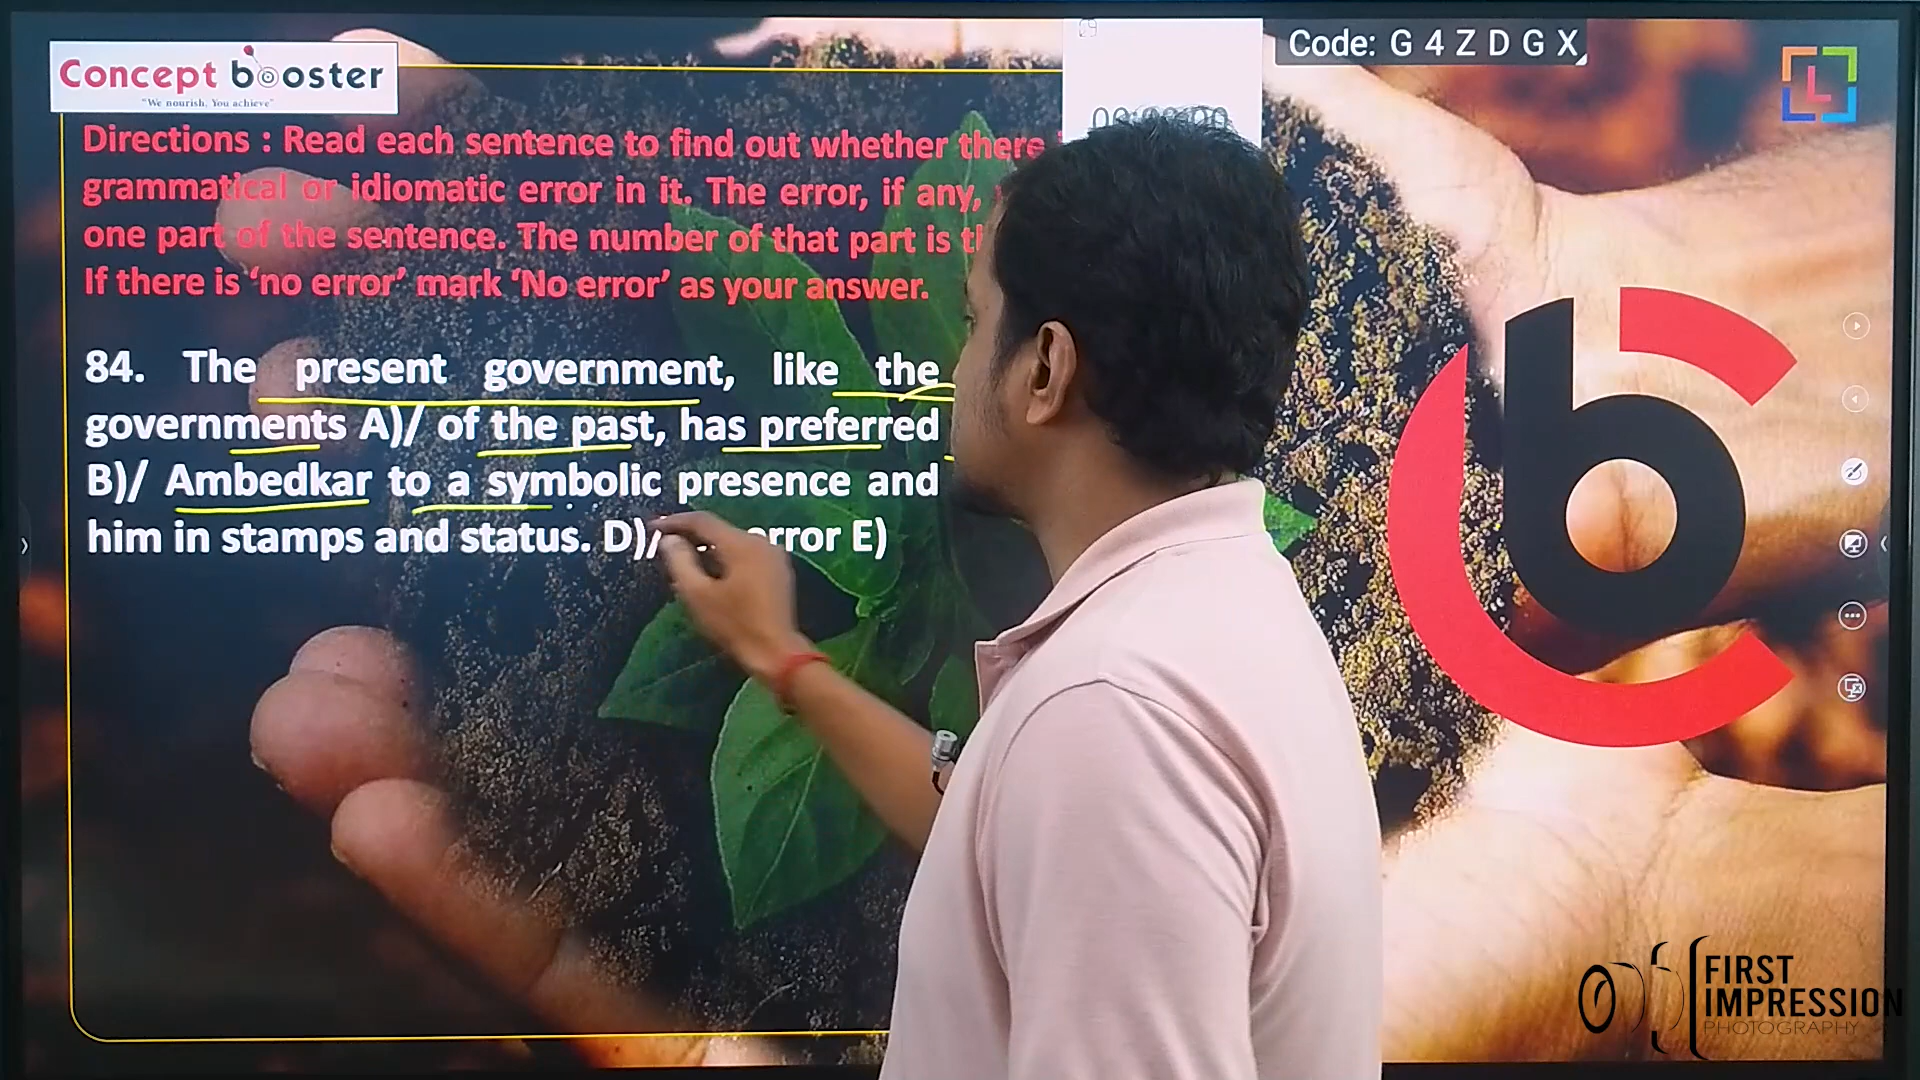 Concept booster
"We nourish, You achieve"
Code: G 4 Z D G X
Directions : Read each sentence to find out whether there
grammatical or idiomatic error in it. The error, if any,
one part of the sentence. The number of that part is
If there is ‘no error’ mark ‘No error’ as your answer.
84. The present government, like the
governments A)/ of the past, has preferred
B)/ Ambedkar to a symbolic presence and
him in stamps and status. D)/ error E)
b
L
FIRST
IMPRESSION
PHOTOGRAPHY